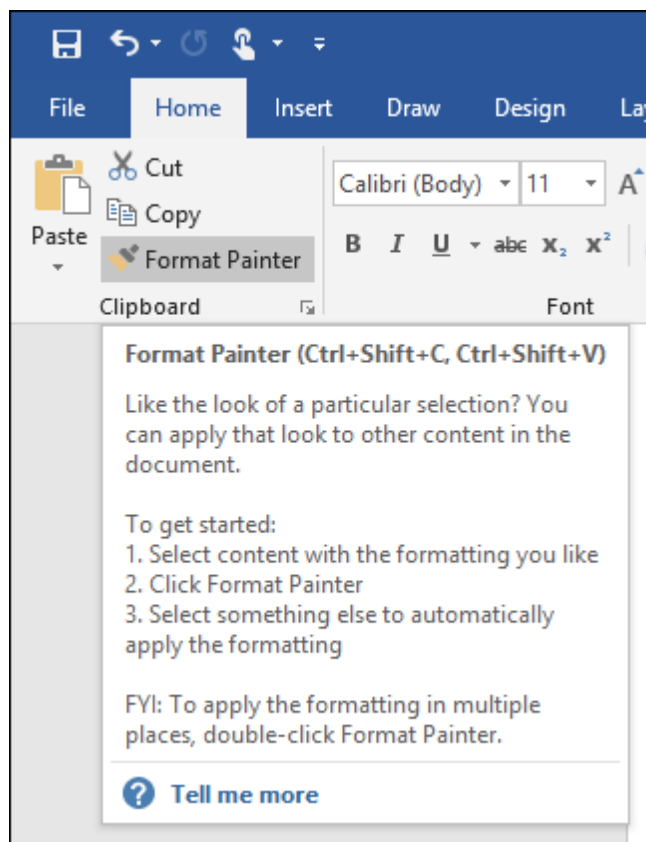 File Home Insert Draw Design La
Cut
Calibri (Body) 11 A
Copy
Paste
B I U abc X₂ X²
Format Painter
Clipboard Font
Format Painter (Ctrl+Shift+C, Ctrl+Shift+V)
Like the look of a particular selection? You
can apply that look to other content in the
document.
To get started:
1. Select content with the formatting you like
2. Click Format Painter
3. Select something else to automatically
apply the formatting
FYI: To apply the formatting in multiple
places, double-click Format Painter.
? Tell me more